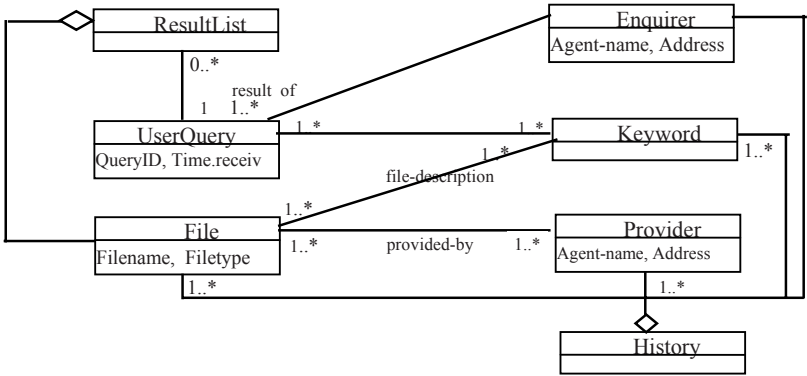 ResultList
Enquirer
Agent-name, Address
0..*
result of
1 1..*
UserQuery
QueryID, Time.receiv
1..* 1..*
Keyword
1..*
1..*
file-description
1..*
File
Filename, Filetype
1..* provided-by 1..*
Provider
Agent-name, Address
1..*
1..*
History